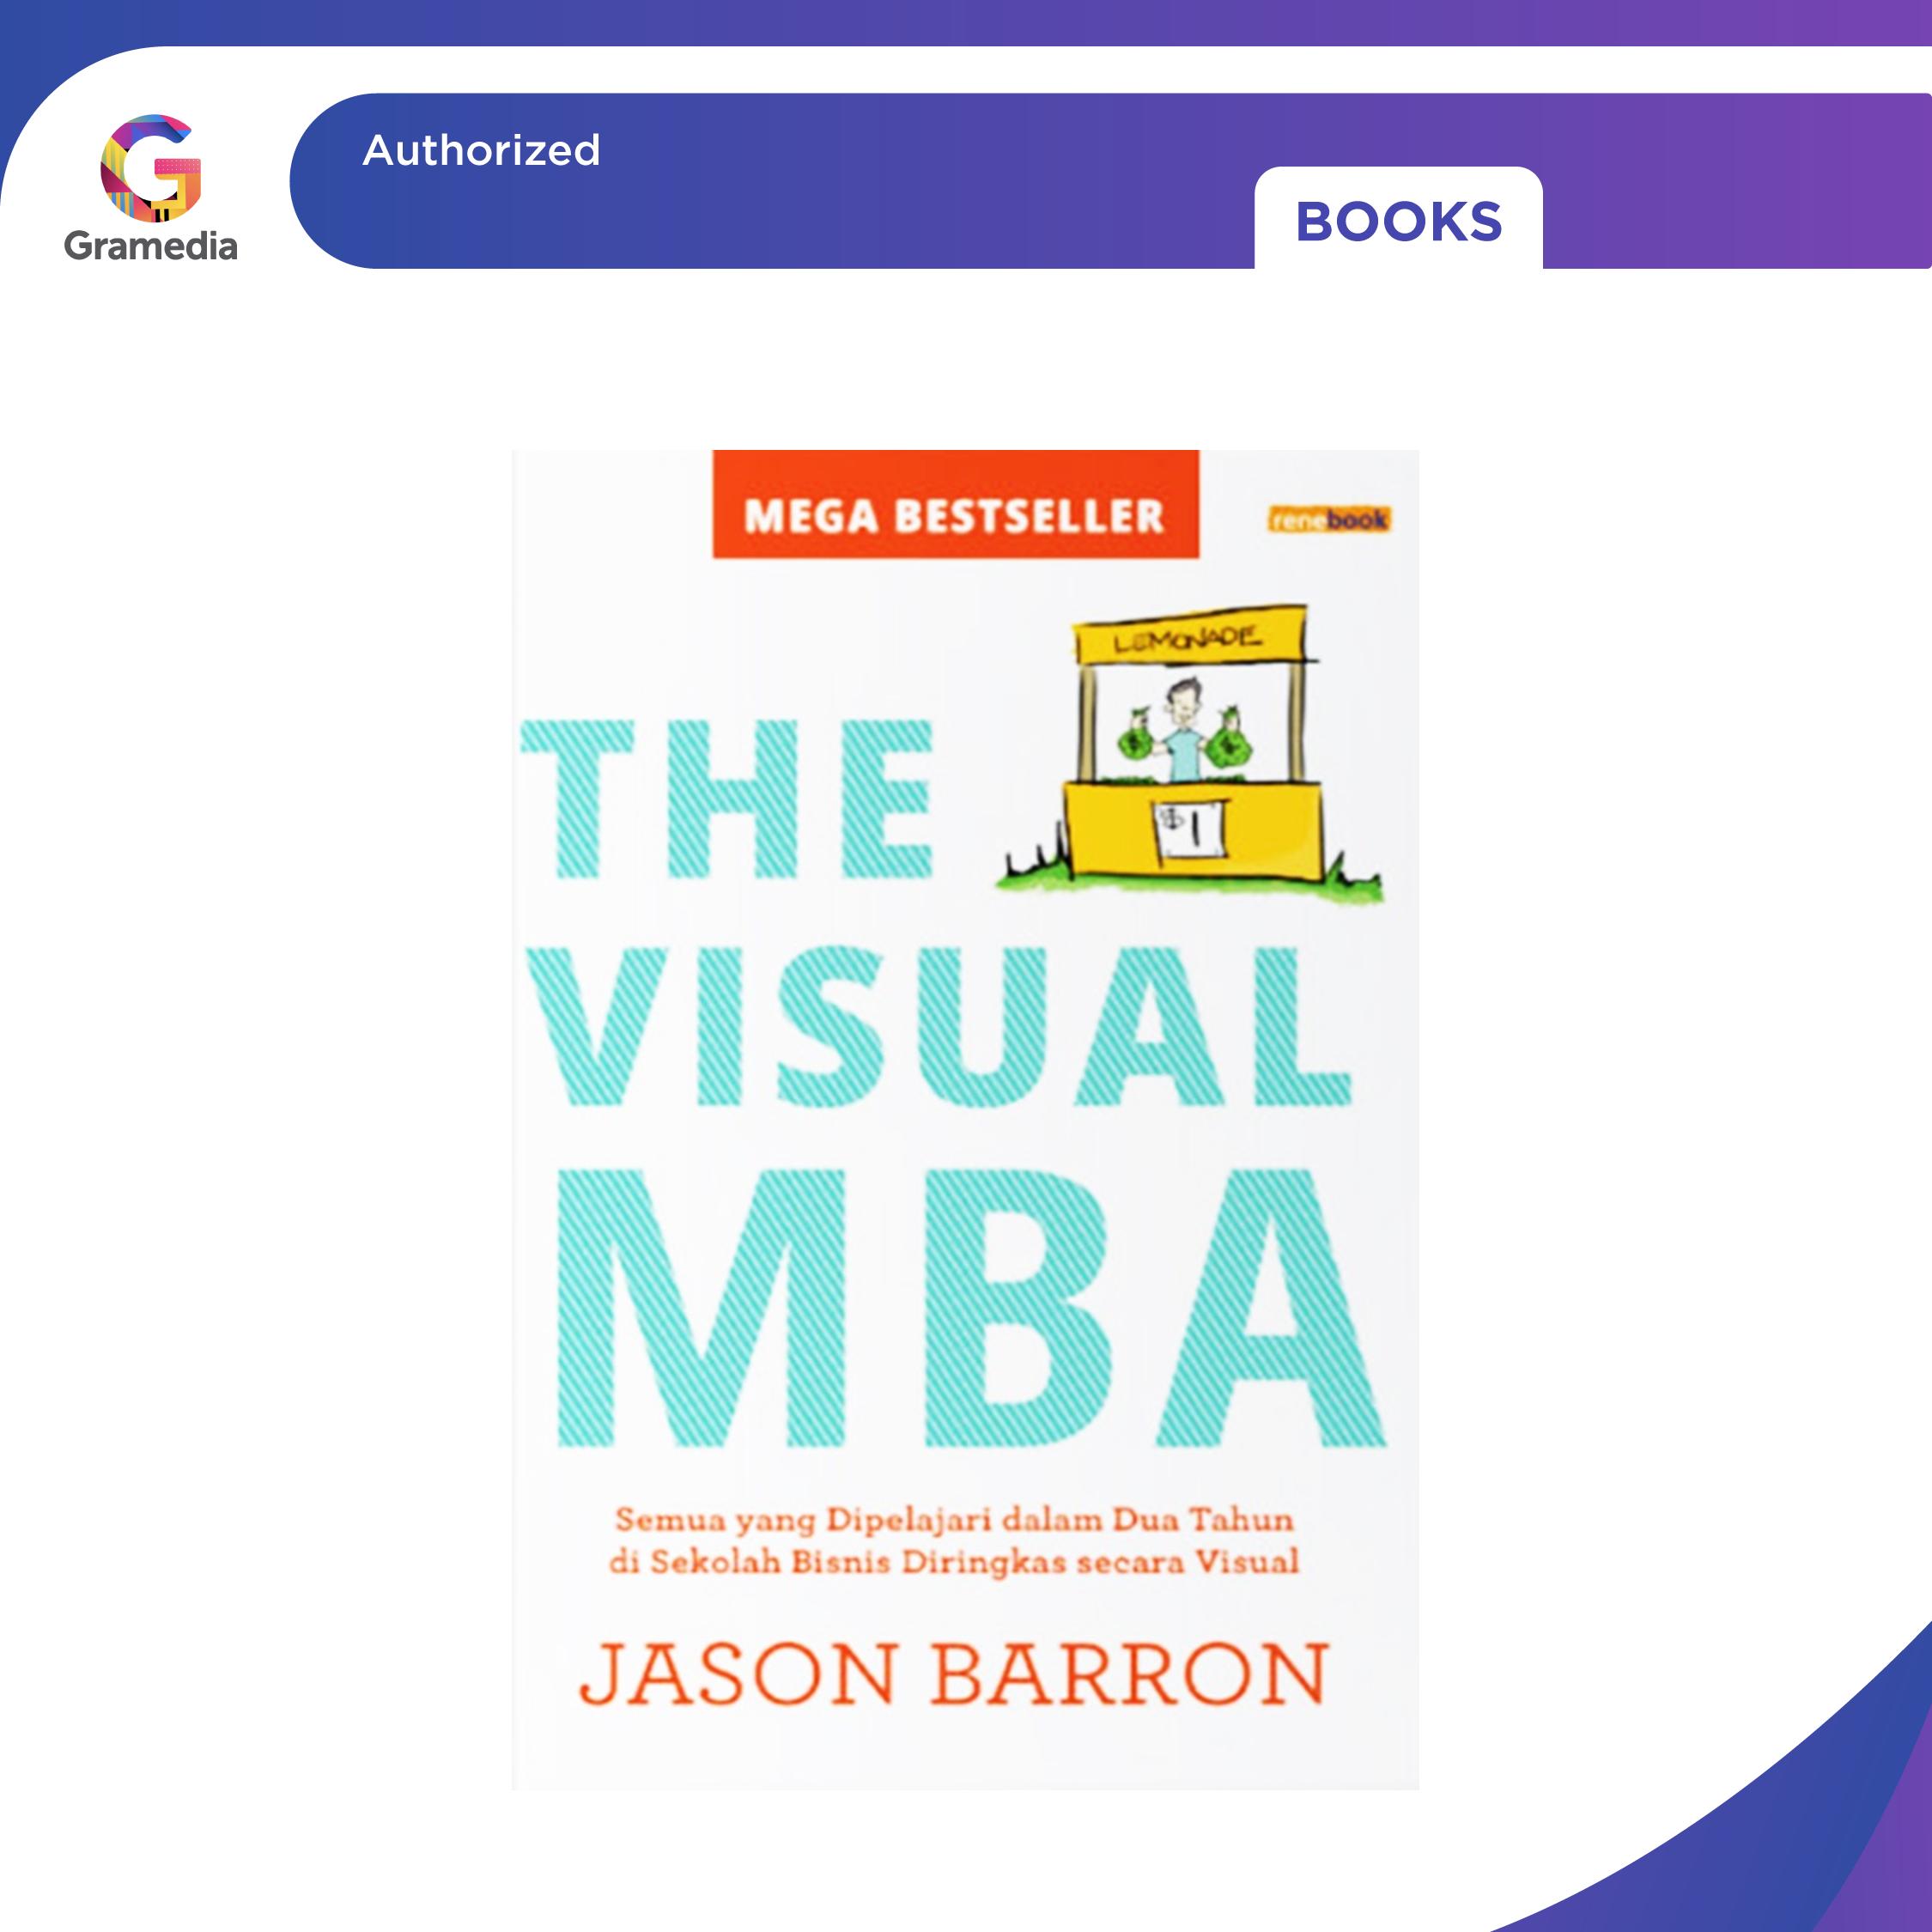 Gramedia
Authorized
BOOKS
MEGA BESTSELLER
renebook
LEMONADE
$1
THE
VISUAL
MBA
Semua yang Dipelajari dalam Dua Tahun
di Sekolah Bisnis Diringkas secara Visual
JASON BARRON